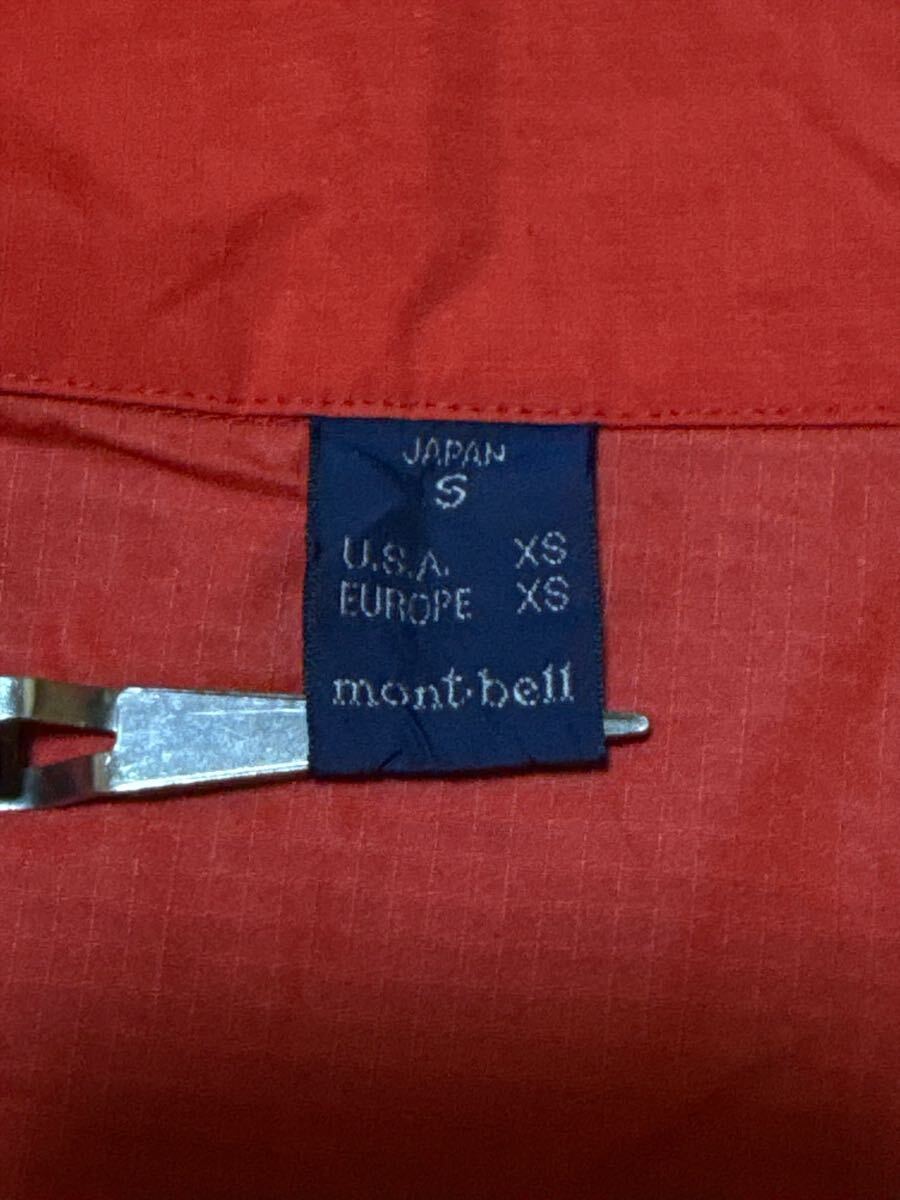 JAPAN
S
U.S.A. XS
EUROPE XS
mont-bell